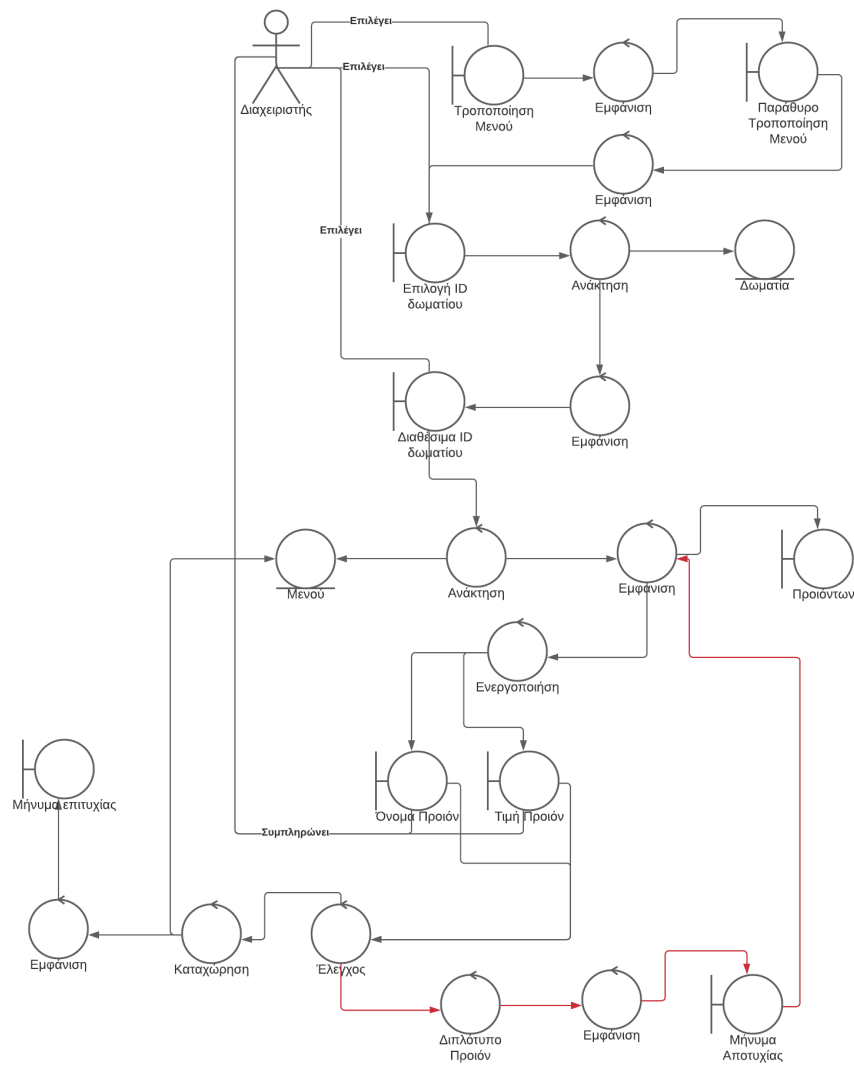 Επιλέγει
Επιλέγει
Διαχειριστής
Τροποποίηση
Μενού
Εμφάνιση
Παράθυρο
Τροποποίηση
Μενού
Εμφάνιση
Επιλέγει
Επιλογή ID
δωματίου
Ανάκτηση
Δωματία
Διαθέσιμα ID
δωματίου
Εμφάνιση
Μενού
Ανάκτηση
Εμφάνιση
Προιόντων
Ενεργοποιήση
Μήνυμα επιτυχίας
Όνομα Προιόν
Τιμή Προιόν
Συμπληρώνει
Εμφάνιση
Καταχώρηση
Έλεγχος
Διπλότυπο
Προιόν
Εμφάνιση
Μήνυμα
Αποτυχίας